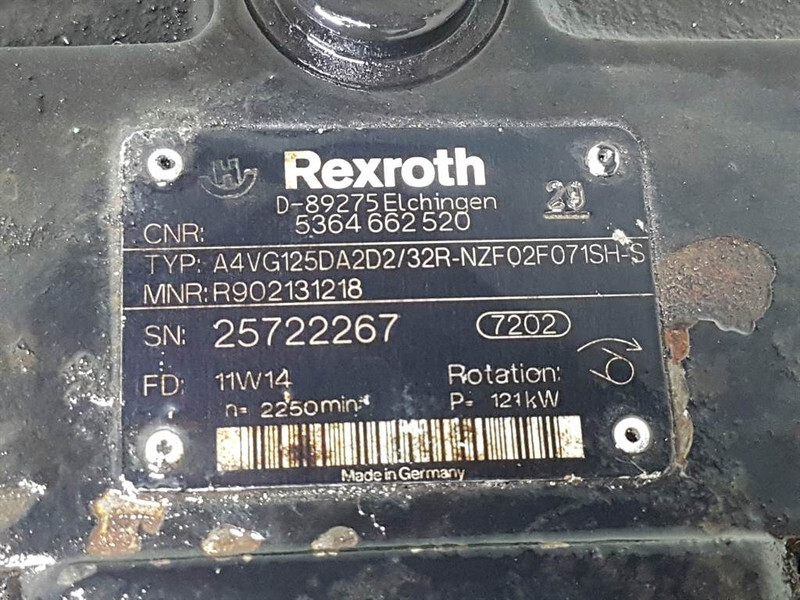 H Rexroth
D-89275 Elchingen 20
CNR: 5364 662 520
TYP: A4VG125DA2D2/32R-NZF02F071SH-S
MNR: R902131218
SN: 25722267 7202
FD: 11W14 Rotation:
n= 2250min⁻¹ P= 121kW
Made in Germany